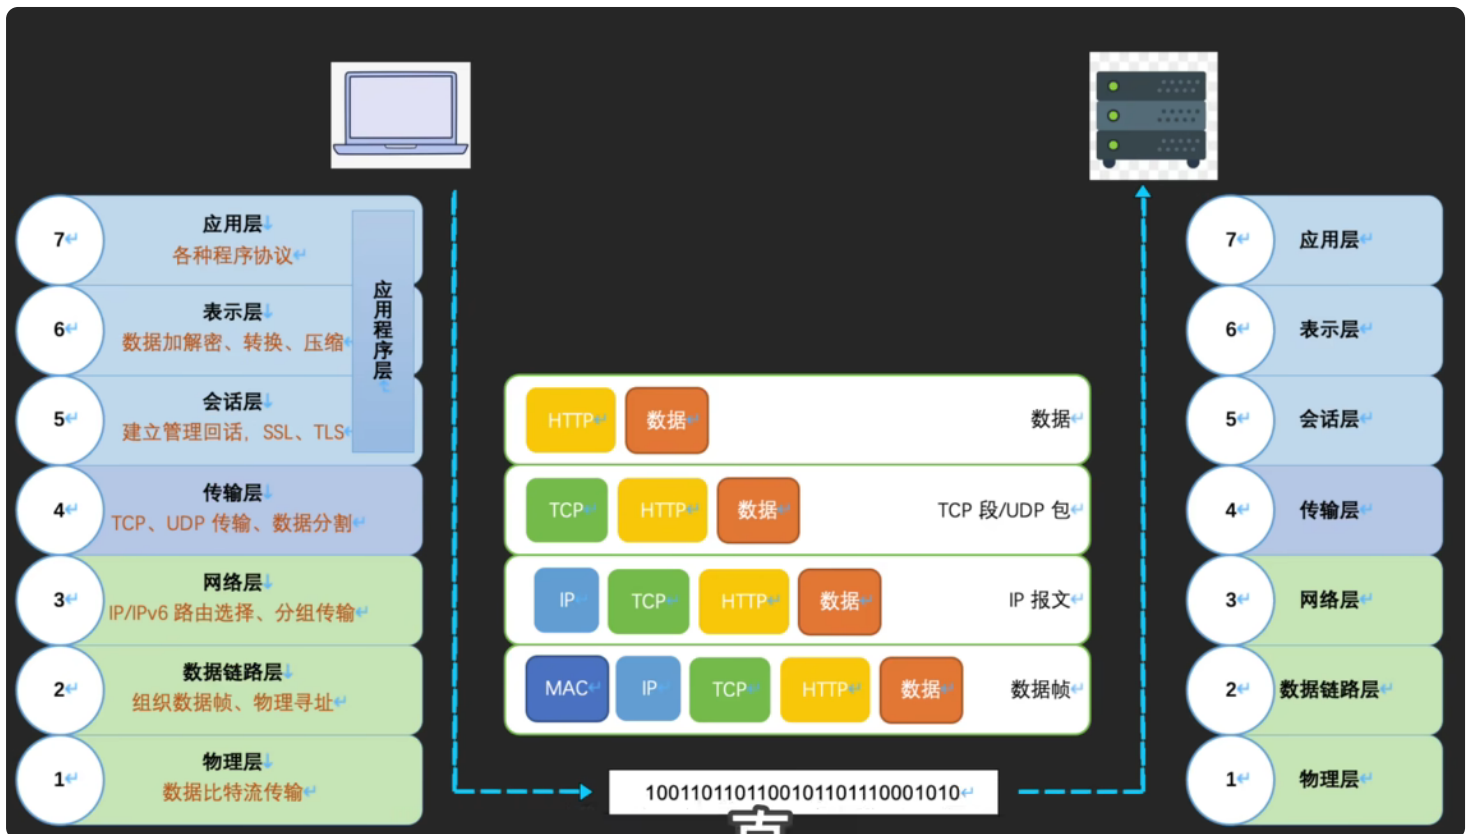 7
应用层
各种程序协议
6
表示层
数据加解密、转换、压缩
5
会话层
建立管理回话，SSL、TLS
应用程序层
4
传输层
TCP、UDP 传输、数据分割
3
网络层
IP/IPv6 路由选择、分组传输
2
数据链路层
组织数据帧、物理寻址
1
物理层
数据比特流传输
HTTP 数据 数据
TCP HTTP 数据 TCP 段/UDP 包
IP TCP HTTP 数据 IP 报文
MAC IP TCP HTTP 数据 数据帧
10011011011001011011100010​10
7 应用层
6 表示层
5 会话层
4 传输层
3 网络层
2 数据链路层
1 物理层